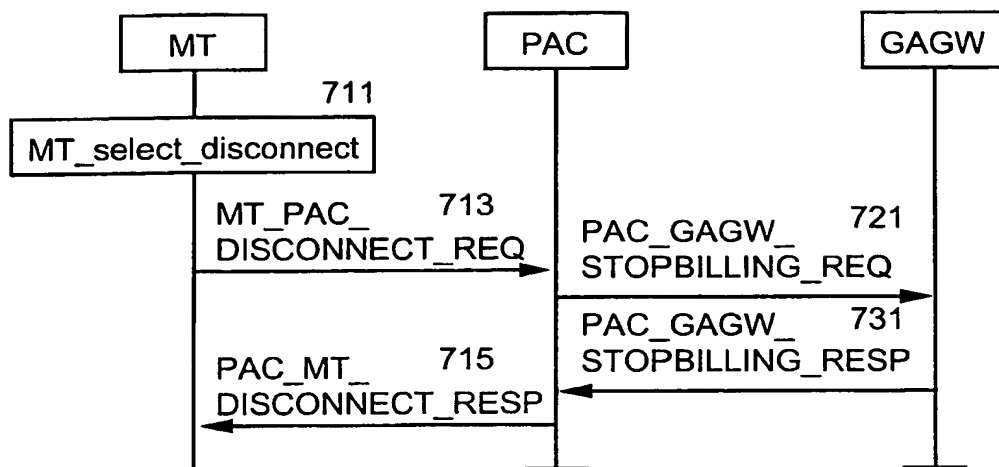 MT
PAC
GAGW
711
MT_select_disconnect
MT_PAC_ 713
DISCONNECT_REQ
PAC_GAGW_ 721
STOPBILLING_REQ
PAC_GAGW_ 731
STOPBILLING_RESP
PAC_MT_ 715
DISCONNECT_RESP